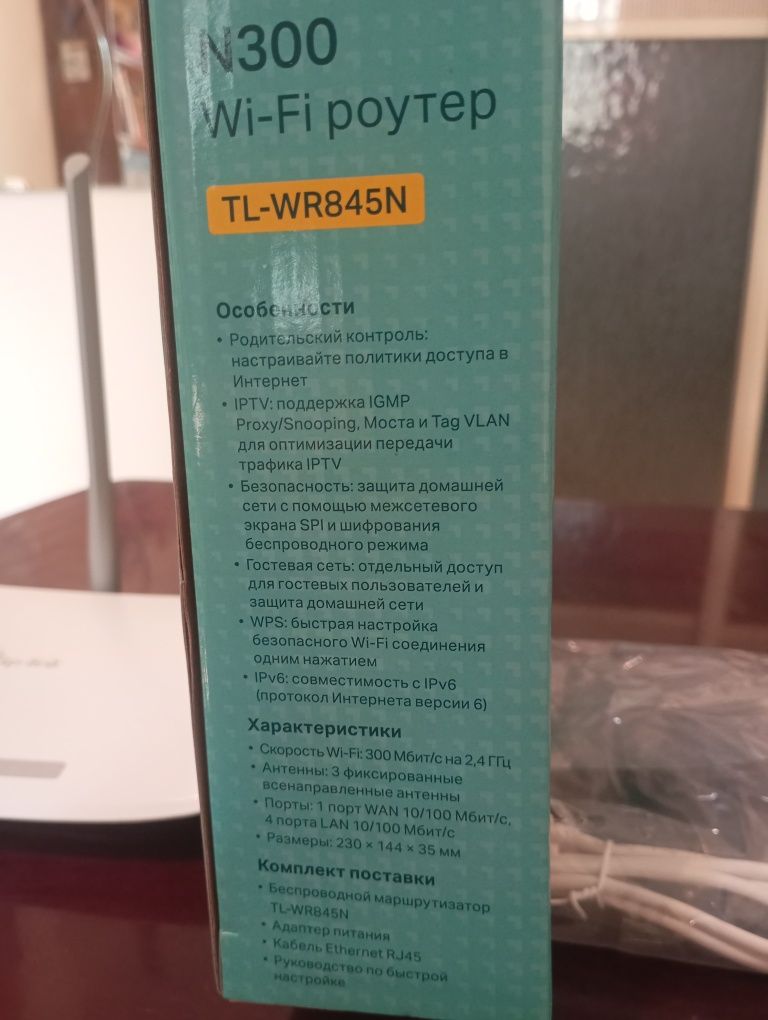 N300
Wi-Fi роутер
TL-WR845N
Особенности
• Родительский контроль:
настраивайте политики доступа в
Интернет
• IPTV: поддержка IGMP
Proxy/Snooping, Моста и Tag VLAN
для оптимизации передачи
трафика IPTV
• Безопасность: защита домашней
сети с помощью межсетевого
экрана SPI и шифрования
беспроводного режима
• Гостевая сеть: отдельный доступ
для гостевых пользователей и
защита домашней сети
• WPS: быстрая настройка
безопасного Wi-Fi соединения
одним нажатием
• IPv6: совместимость с IPv6
(протокол Интернета версии 6)
Характеристики
• Скорость Wi-Fi: 300 Мбит/с на 2,4 ГГц
• Антенны: 3 фиксированные
всенаправленные антенны
• Порты: 1 порт WAN 10/100 Мбит/с,
4 порта LAN 10/100 Мбит/с
• Размеры: 230 × 144 × 35 мм
Комплект поставки
• Беспроводной маршрутизатор
TL-WR845N
• Адаптер питания
• Кабель Ethernet RJ45
• Руководство по быстрой
настройке